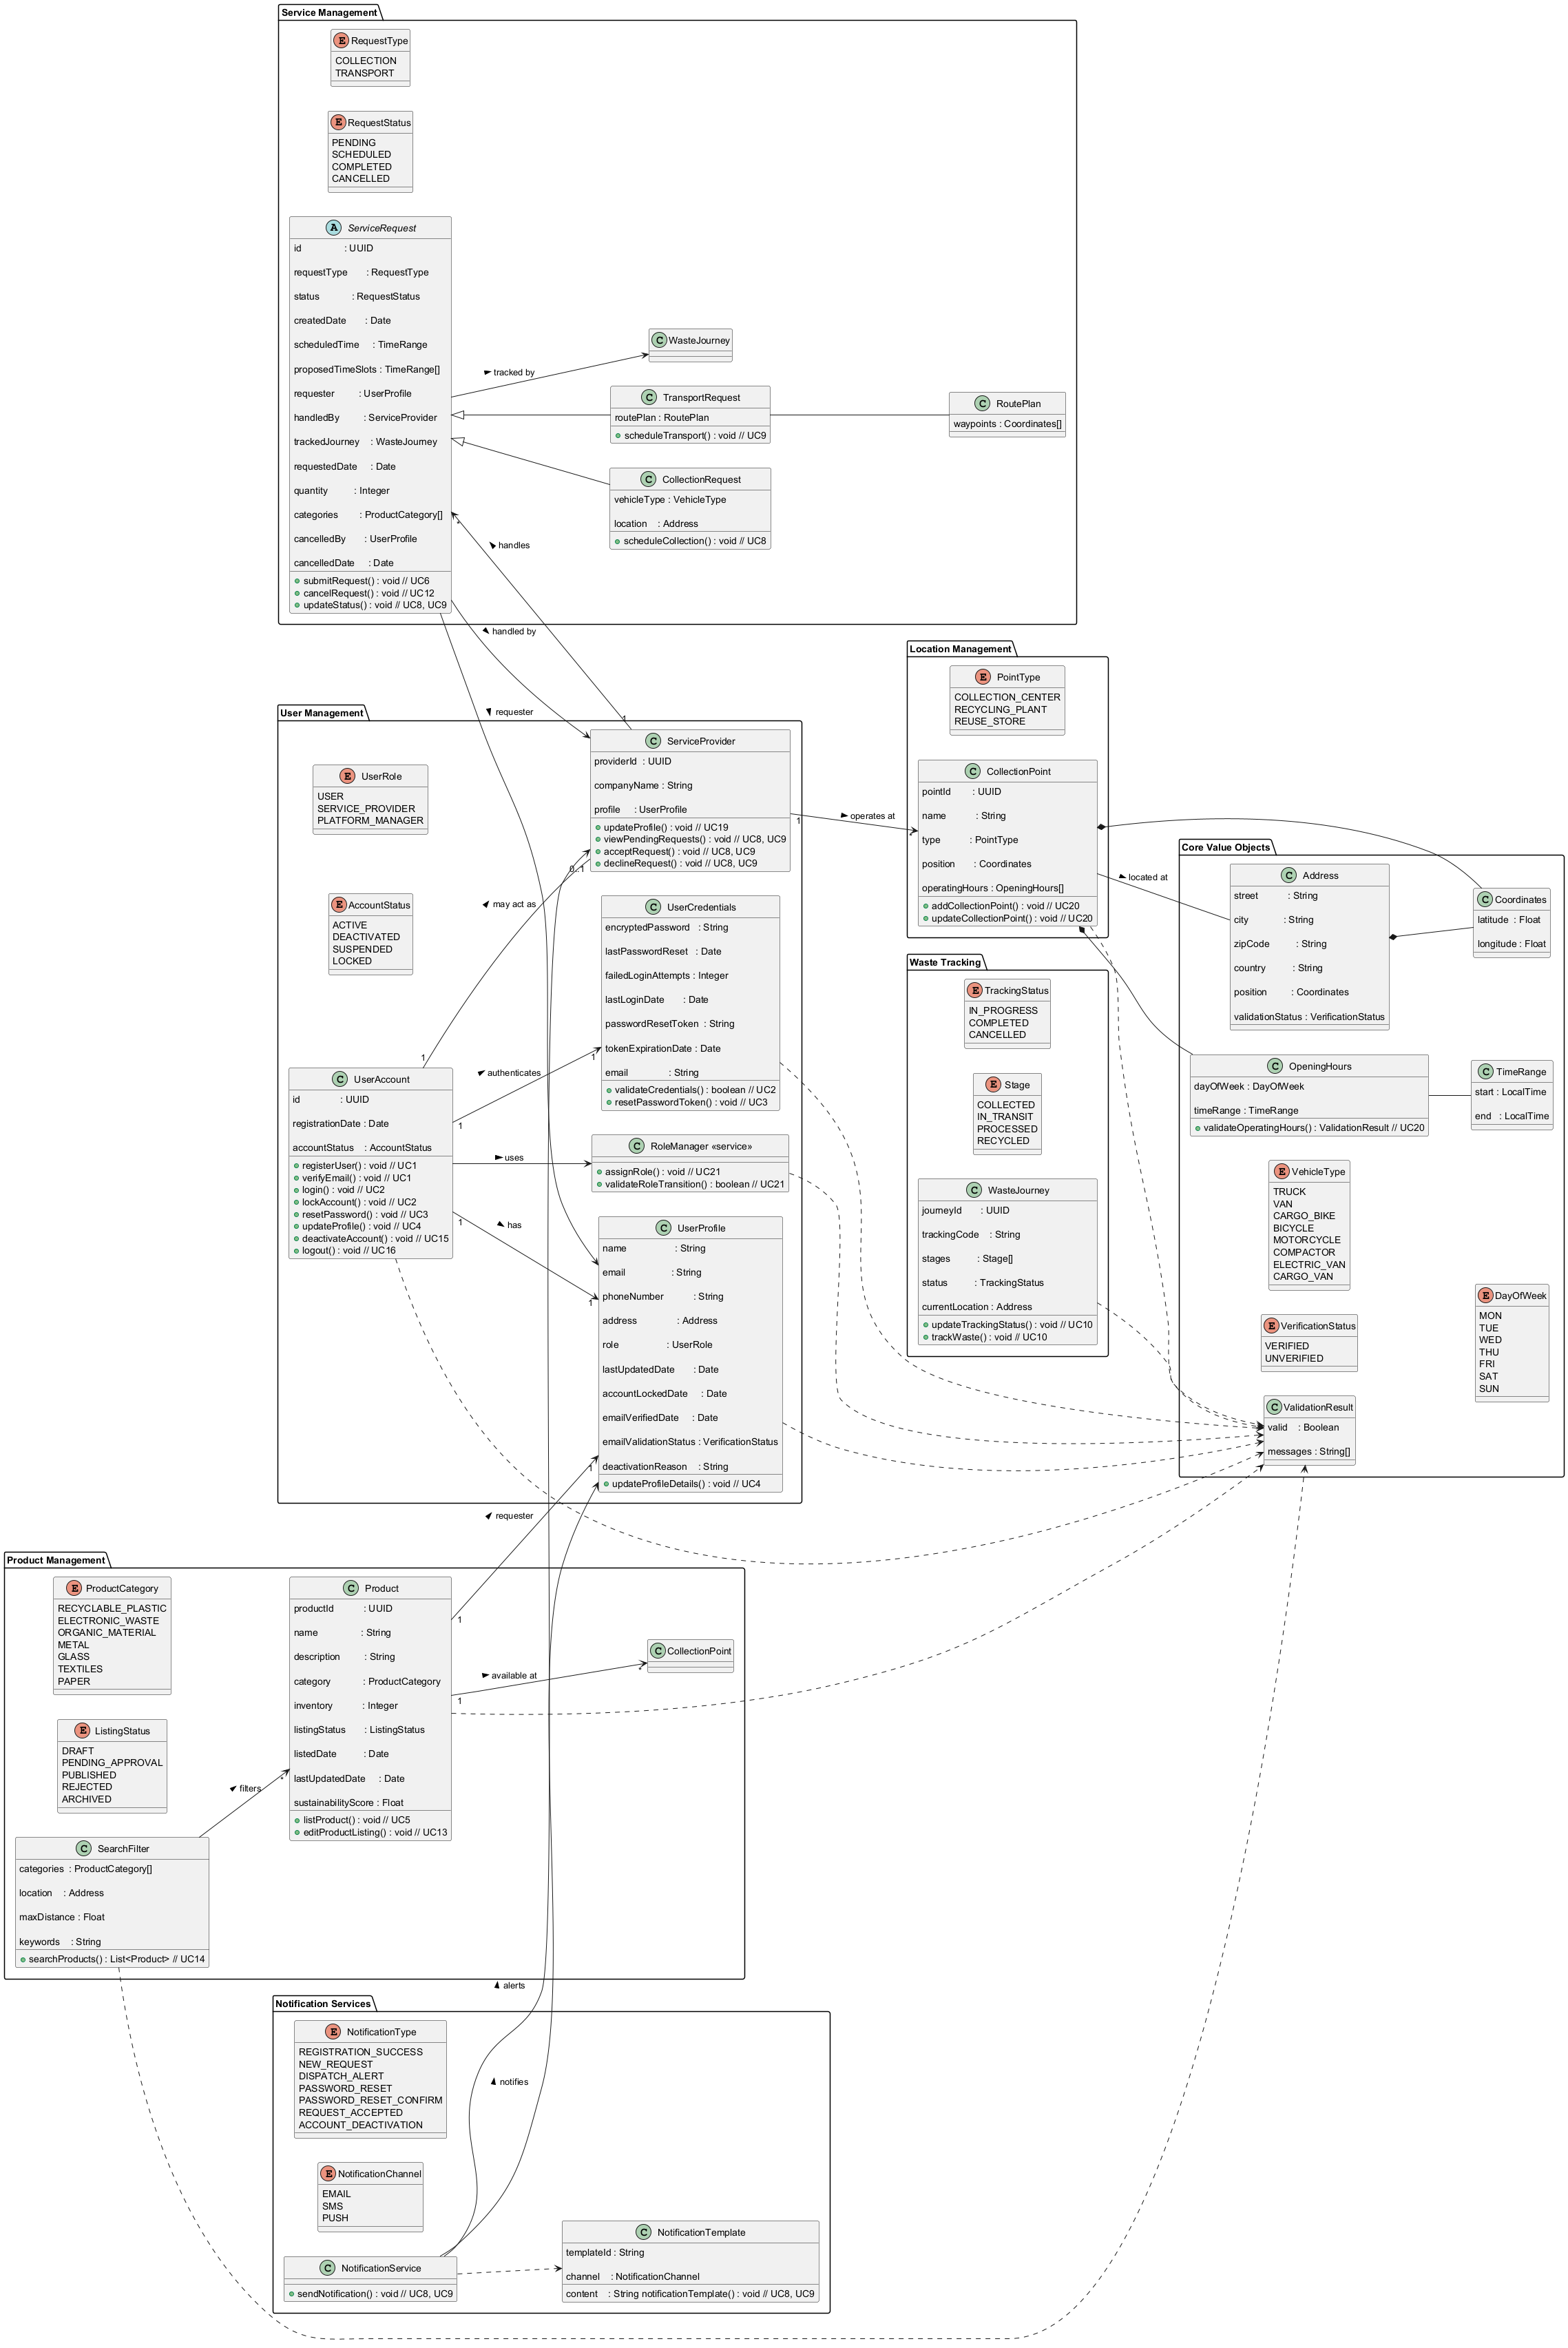 Service Management
E RequestType
COLLECTION
TRANSPORT
E RequestStatus
PENDING
SCHEDULED
COMPLETED
CANCELLED
A ServiceRequest
id : UUID
requestType : RequestType
status : RequestStatus
createdDate : Date
scheduledTime : TimeRange
proposedTimeSlots : TimeRange[]
requester : UserProfile
handledBy : ServiceProvider
trackedJourney : WasteJourney
requestedDate : Date
quantity : Integer
categories : ProductCategory[]
cancelledBy : UserProfile
cancelledDate : Date
submitRequest() : void // UC6
cancelRequest() : void // UC12
updateStatus() : void // UC8, UC9
tracked by
C WasteJourney
C TransportRequest
routePlan : RoutePlan
scheduleTransport() : void // UC9
C RoutePlan
waypoints : Coordinates[]
C CollectionRequest
vehicleType : VehicleType
location : Address
scheduleCollection() : void // UC8
*
handles
handled by
requester
1
User Management
E UserRole
USER
SERVICE_PROVIDER
PLATFORM_MANAGER
E AccountStatus
ACTIVE
DEACTIVATED
SUSPENDED
LOCKED
C UserAccount
id : UUID
registrationDate : Date
accountStatus : AccountStatus
registerUser() : void // UC1
verifyEmail() : void // UC1
login() : void // UC2
lockAccount() : void // UC2
resetPassword() : void // UC3
updateProfile() : void // UC4
deactivateAccount() : void // UC15
logout() : void // UC16
1
may act as
0..1
1
authenticates
1
uses
1
has
1
C ServiceProvider
providerId : UUID
companyName : String
profile : UserProfile
updateProfile() : void // UC19
viewPendingRequests() : void // UC8, UC9
acceptRequest() : void // UC8, UC9
declineRequest() : void // UC8, UC9
C UserCredentials
encryptedPassword : String
lastPasswordReset : Date
failedLoginAttempts : Integer
lastLoginDate : Date
passwordResetToken : String
tokenExpirationDate : Date
email : String
validateCredentials() : boolean // UC2
resetPasswordToken() : void // UC3
C RoleManager «service»
assignRole() : void // UC21
validateRoleTransition() : boolean // UC21
C UserProfile
name : String
email : String
phoneNumber : String
address : Address
role : UserRole
lastUpdatedDate : Date
accountLockedDate : Date
emailVerifiedDate : Date
emailValidationStatus : VerificationStatus
deactivationReason : String
updateProfileDetails() : void // UC4
1
operates at
*
Location Management
E PointType
COLLECTION_CENTER
RECYCLING_PLANT
REUSE_STORE
C CollectionPoint
pointId : UUID
name : String
type : PointType
position : Coordinates
operatingHours : OpeningHours[]
addCollectionPoint() : void // UC20
updateCollectionPoint() : void // UC20
located at
Waste Tracking
E TrackingStatus
IN_PROGRESS
COMPLETED
CANCELLED
E Stage
COLLECTED
IN_TRANSIT
PROCESSED
RECYCLED
C WasteJourney
journeyId : UUID
trackingCode : String
stages : Stage[]
status : TrackingStatus
currentLocation : Address
updateTrackingStatus() : void // UC10
trackWaste() : void // UC10
Core Value Objects
C Address
street : String
city : String
zipCode : String
country : String
position : Coordinates
validationStatus : VerificationStatus
C Coordinates
latitude : Float
longitude : Float
C OpeningHours
dayOfWeek : DayOfWeek
timeRange : TimeRange
validateOperatingHours() : ValidationResult // UC20
C TimeRange
start : LocalTime
end : LocalTime
E VehicleType
TRUCK
VAN
CARGO_BIKE
BICYCLE
MOTORCYCLE
COMPACTOR
ELECTRIC_VAN
CARGO_VAN
E VerificationStatus
VERIFIED
UNVERIFIED
E DayOfWeek
MON
TUE
WED
THU
FRI
SAT
SUN
C ValidationResult
valid : Boolean
messages : String[]
Product Management
E ProductCategory
RECYCLABLE_PLASTIC
ELECTRONIC_WASTE
ORGANIC_MATERIAL
METAL
GLASS
TEXTILES
PAPER
E ListingStatus
DRAFT
PENDING_APPROVAL
PUBLISHED
REJECTED
ARCHIVED
C SearchFilter
categories : ProductCategory[]
location : Address
maxDistance : Float
keywords : String
searchProducts() : List<Product> // UC14
filters
*
C Product
productId : UUID
name : String
description : String
category : ProductCategory
inventory : Integer
listingStatus : ListingStatus
listedDate : Date
lastUpdatedDate : Date
sustainabilityScore : Float
listProduct() : void // UC5
editProductListing() : void // UC13
1
requester
1
1
available at
*
C CollectionPoint
Notification Services
E NotificationType
REGISTRATION_SUCCESS
NEW_REQUEST
DISPATCH_ALERT
PASSWORD_RESET
PASSWORD_RESET_CONFIRM
REQUEST_ACCEPTED
ACCOUNT_DEACTIVATION
E NotificationChannel
EMAIL
SMS
PUSH
C NotificationService
sendNotification() : void // UC8, UC9
alerts
notifies
C NotificationTemplate
templateId : String
channel : NotificationChannel
content : String notificationTemplate() : void // UC8, UC9